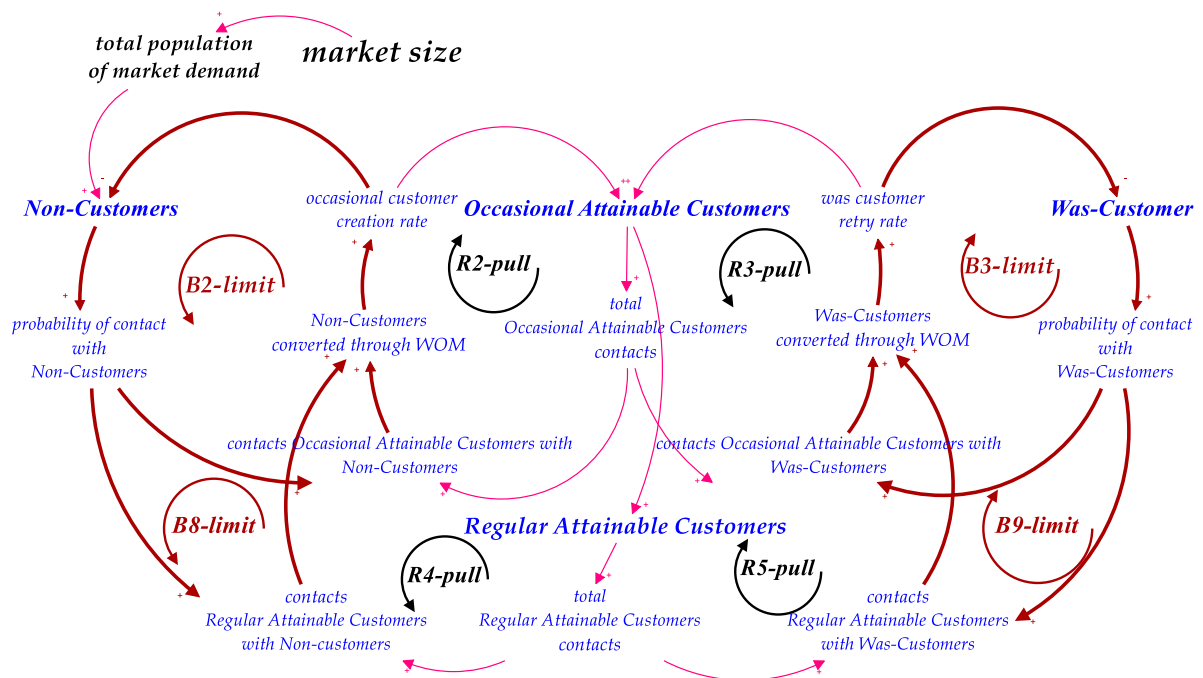 total population
of market demand
market size
Non-Customers
occasional customer
creation rate
Occasional Attainable Customers
was customer
retry rate
Was-Customer
B2-limit
R2-pull
R3-pull
B3-limit
probability of contact
with
Non-Customers
Non-Customers
converted through WOM
total
Occasional Attainable Customers
contacts
Was-Customers
converted through WOM
probability of contact
with
Was-Customers
contacts Occasional Attainable Customers with
Non-Customers
contacts Occasional Attainable Customers with
Was-Customers
B8-limit
Regular Attainable Customers
B9-limit
R4-pull
R5-pull
contacts
Regular Attainable Customers
with Non-customers
total
Regular Attainable Customers
contacts
contacts
Regular Attainable Customers
with Was-Customers